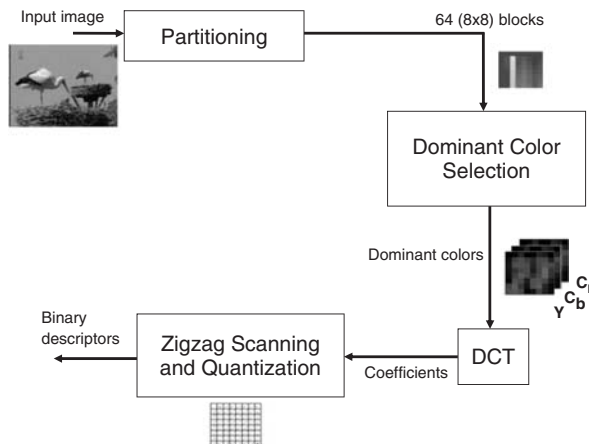 Input image
Partitioning
64 (8x8) blocks
Dominant Color
Selection
Dominant colors
Y
Cb
DCT
Coefficients
Zigzag Scanning
and Quantization
Binary
descriptors